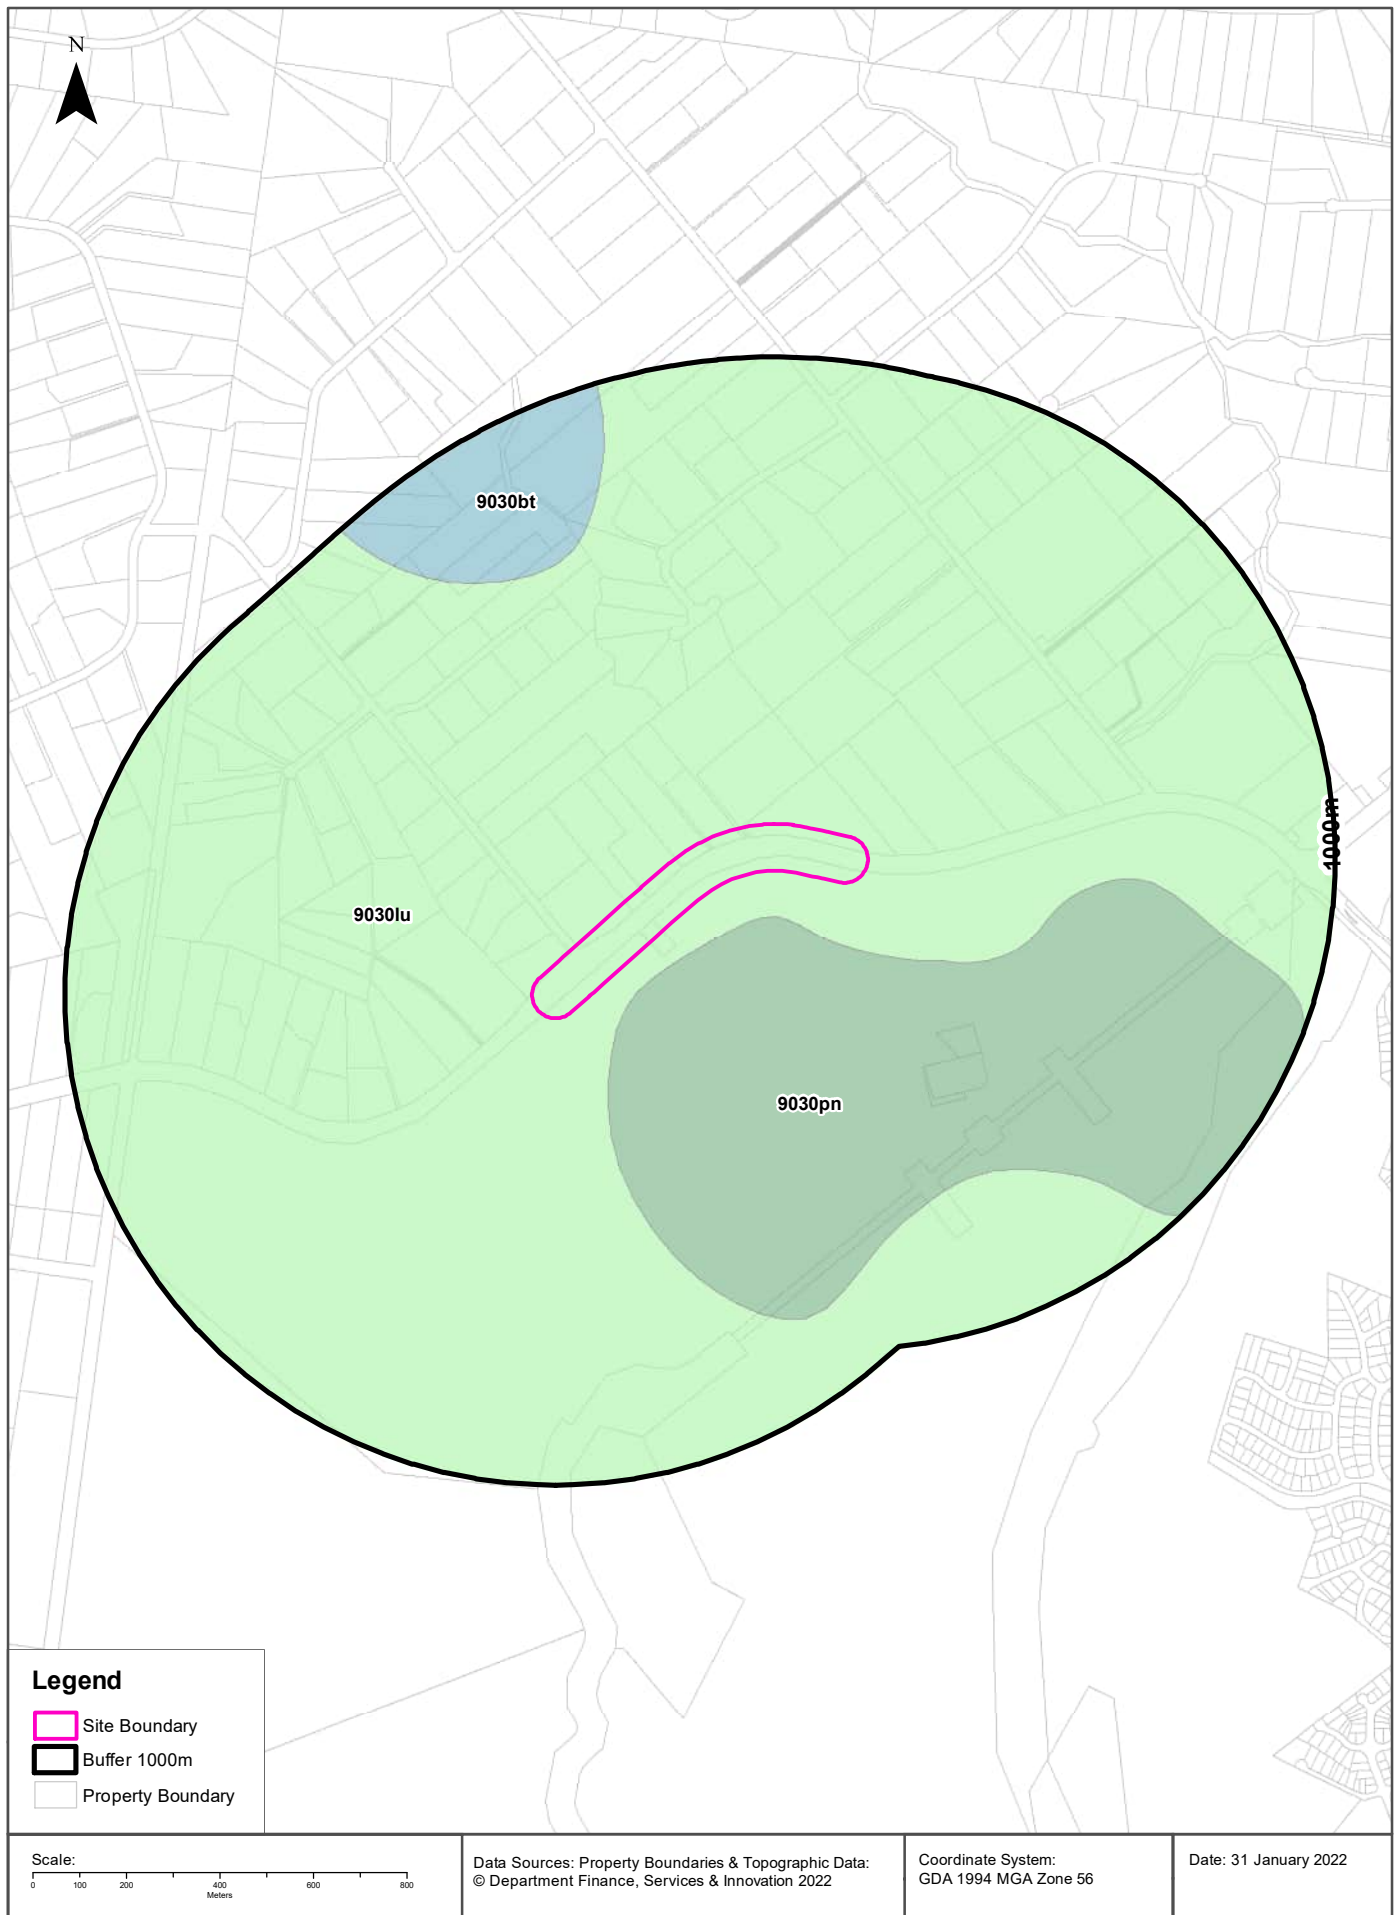 N
9030bt
1000m
9030lu
9030pn
Legend
Site Boundary
Buffer 1000m
Property Boundary
Scale:
0 100 200 400 600 800
Meters
Data Sources: Property Boundaries & Topographic Data:
© Department Finance, Services & Innovation 2022
Coordinate System:
GDA 1994 MGA Zone 56
Date: 31 January 2022